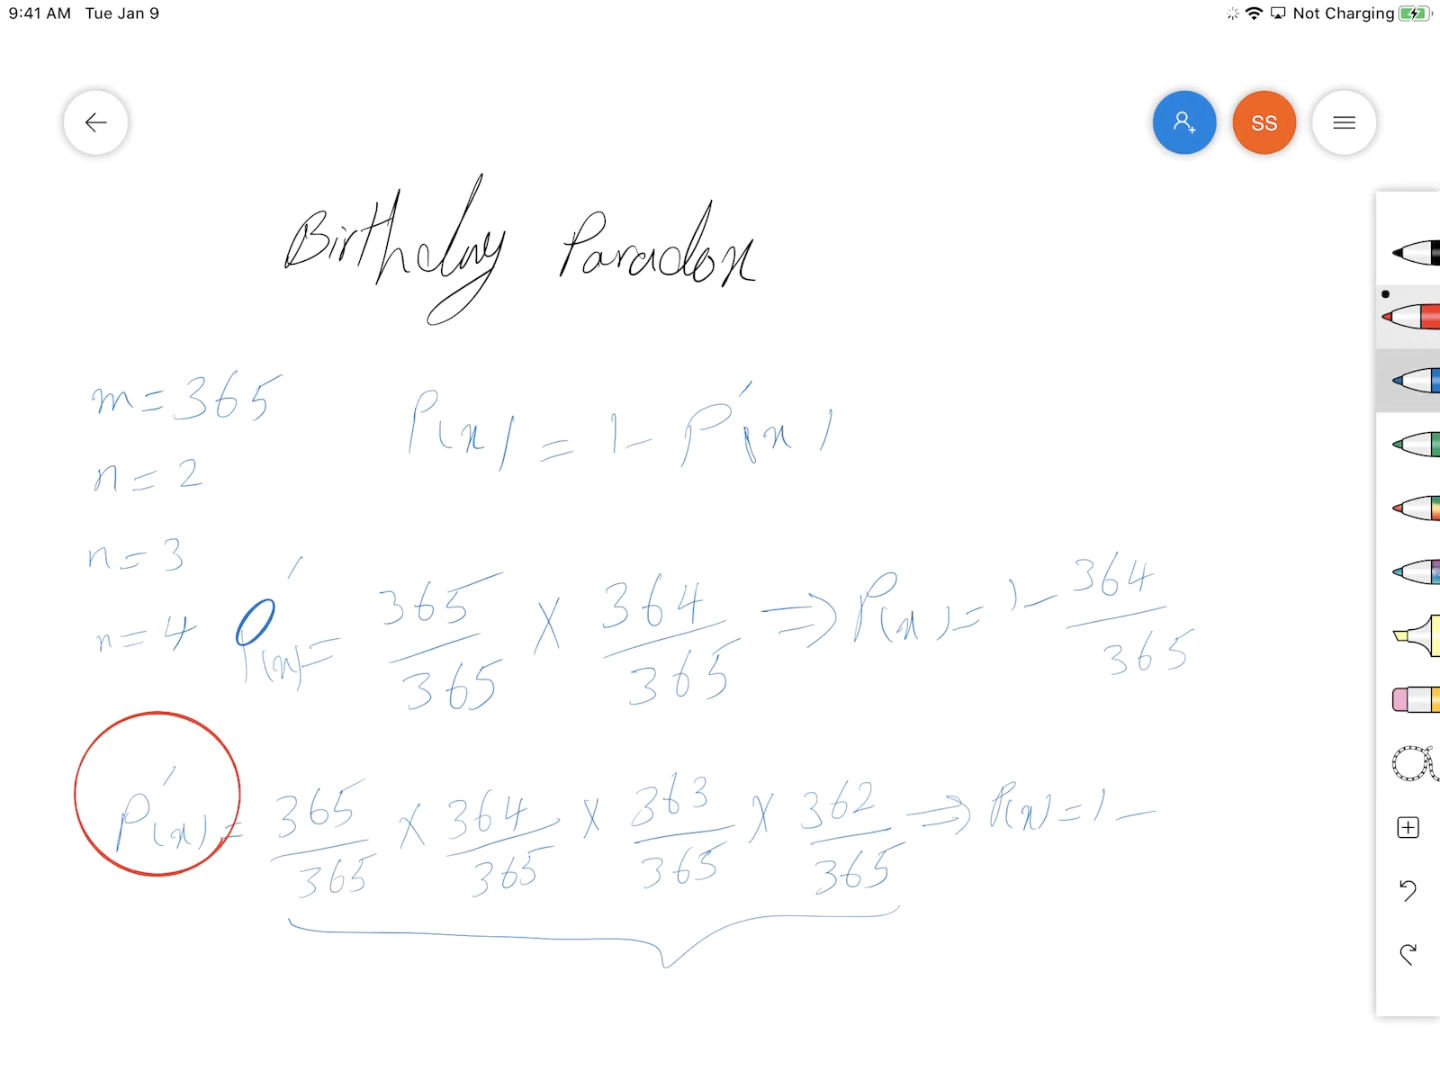 9:41 AM Tue Jan 9 Not Charging
SS
Birthday Paradox
m = 365
P(x) = 1 - P'(x)
n = 2
n = 3
n = 4
P'(x) = 365/365 × 364/365 ⇒ P(x) = 1 - 364/365
P'(x) = 365/365 × 364/365 × 363/365 × 362/365 ⇒ P(x) = 1 -